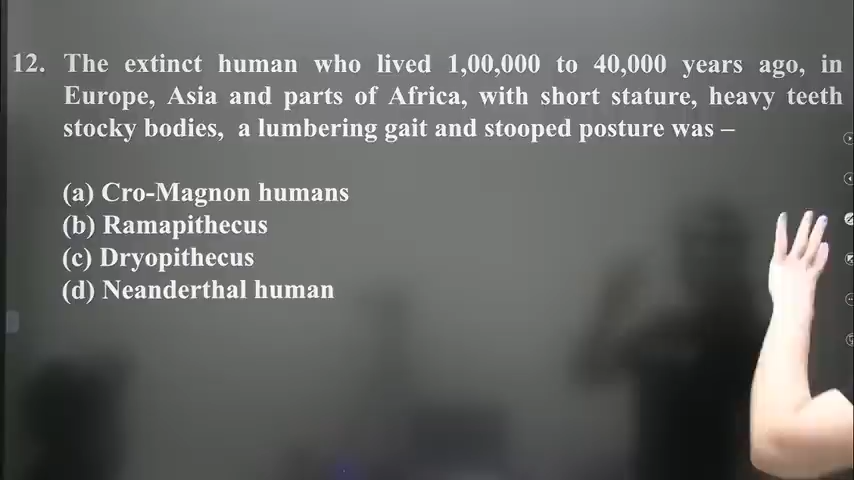 12. The extinct human who lived 1,00,000 to 40,000 years ago, in
Europe, Asia and parts of Africa, with short stature, heavy teeth
stocky bodies, a lumbering gait and stooped posture was –
(a) Cro-Magnon humans
(b) Ramapithecus
(c) Dryopithecus
(d) Neanderthal human